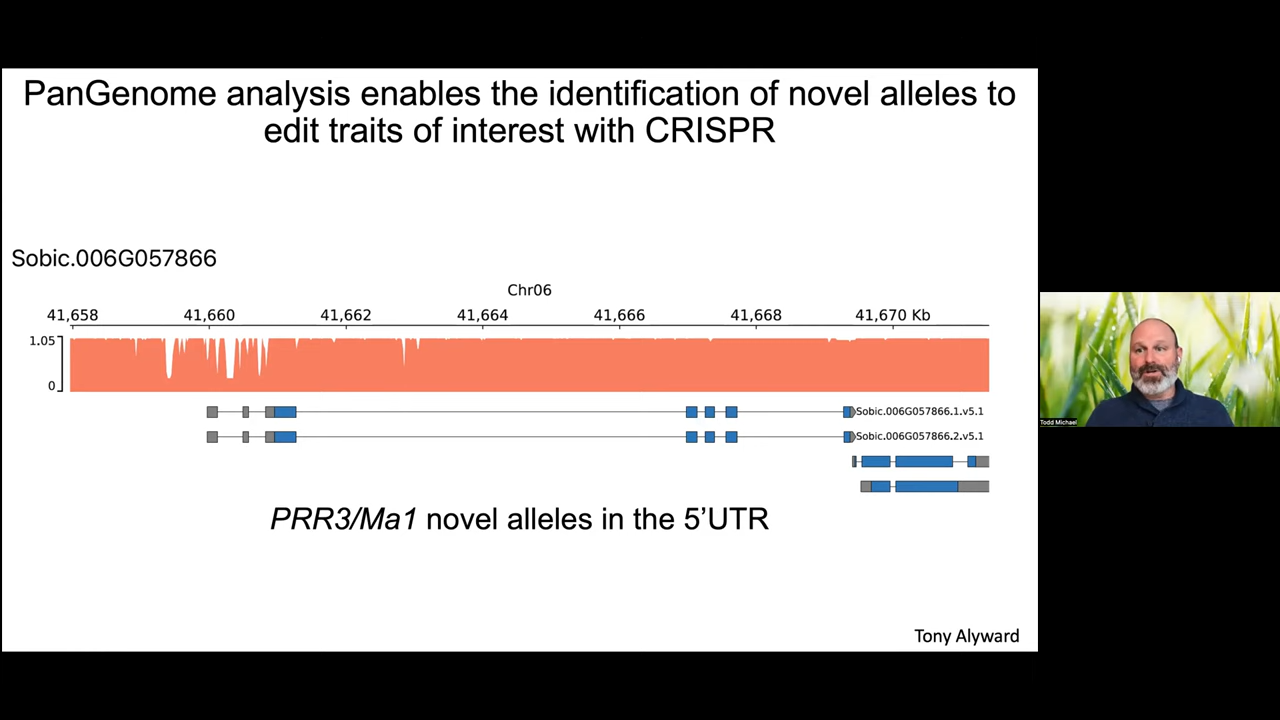 PanGenome analysis enables the identification of novel alleles to
edit traits of interest with CRISPR
Sobic.006G057866
Chr06
41,658 41,660 41,662 41,664 41,666 41,668 41,670 Kb
1.05
0
Sobic.006G057866.1.v5.1
Sobic.006G057866.2.v5.1
PRR3/Ma1 novel alleles in the 5’UTR
Tony Alyward
Todd Michael